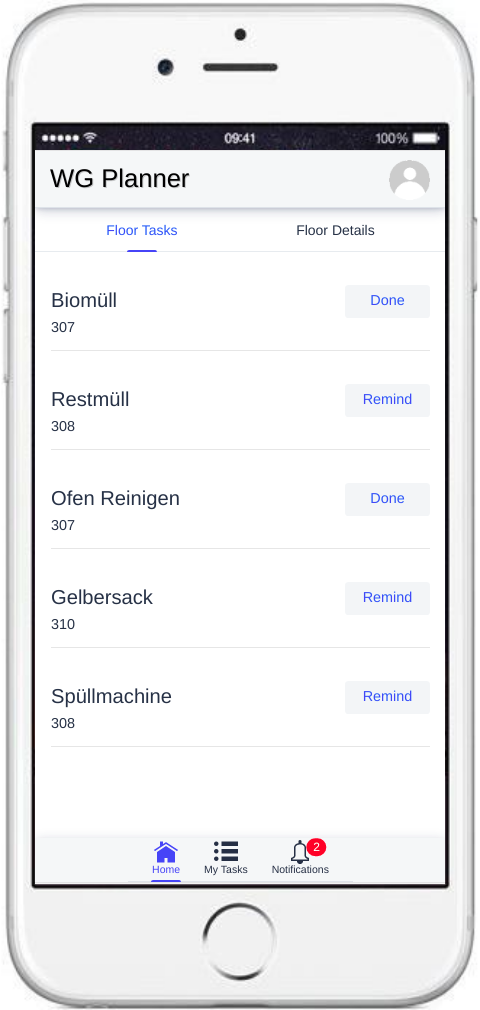 09:41 100%
WG Planner
Floor Tasks Floor Details
Biomüll Done
307
Restmüll Remind
308
Ofen Reinigen Done
307
Gelbersack Remind
310
Spüllmachine Remind
308
2
Home My Tasks Notifications